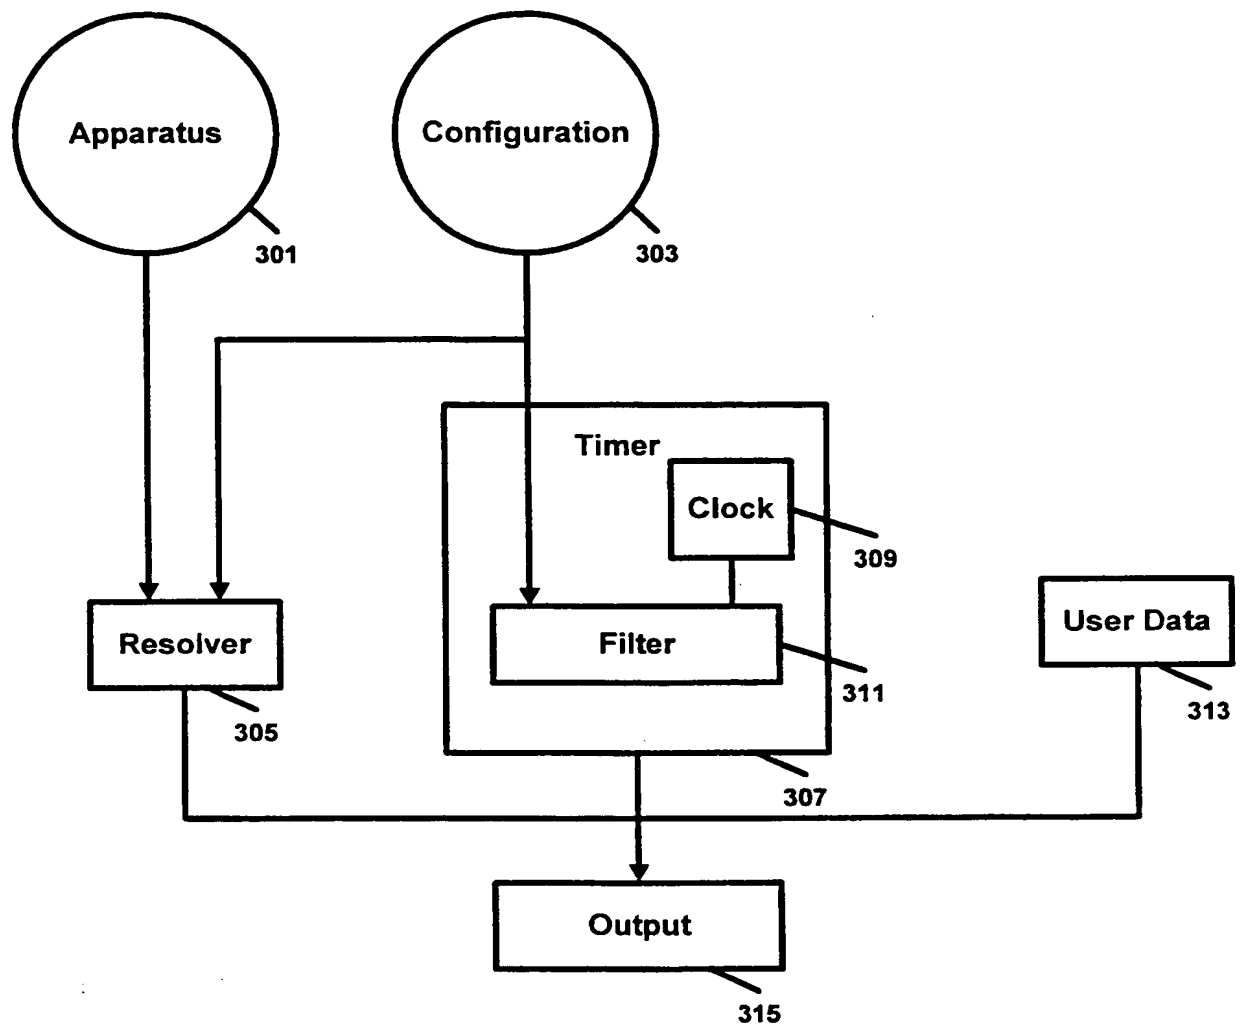 Apparatus
Configuration
301
303
Timer
Clock
309
User Data
Resolver
Filter
311
313
305
307
Output
315